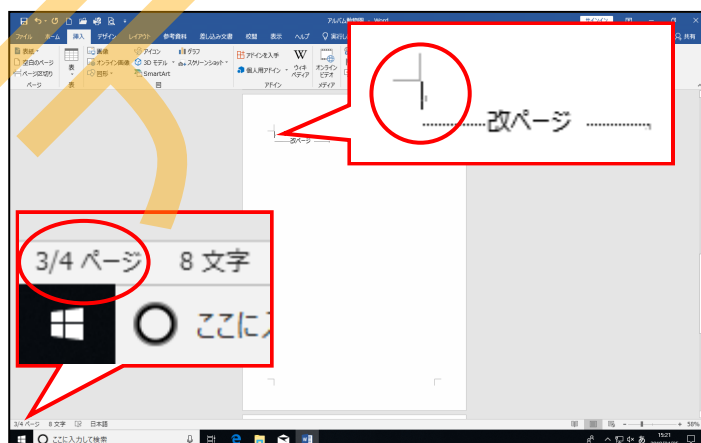 アルバム動物園 - Word
サインイン
ファイル ホーム 挿入 デザイン レイアウト 参考資料 差し込み文書 校閲 表示 ヘルプ
共有
表紙
空白のページ
ページ区切り
ページ
表
表
画像
オンライン画像
図形
アイコン
3D モデル
SmartArt
グラフ
スクリーンショット
図
アドインを入手
個人用アドイン
ウィキペディア
アドイン
オンラインビデオ
メディア
改ページ
改ページ
3/4 ページ 8 文字
ここに
3/4 ページ 8 文字 日本語
58%
ここに入力して検索
15:21